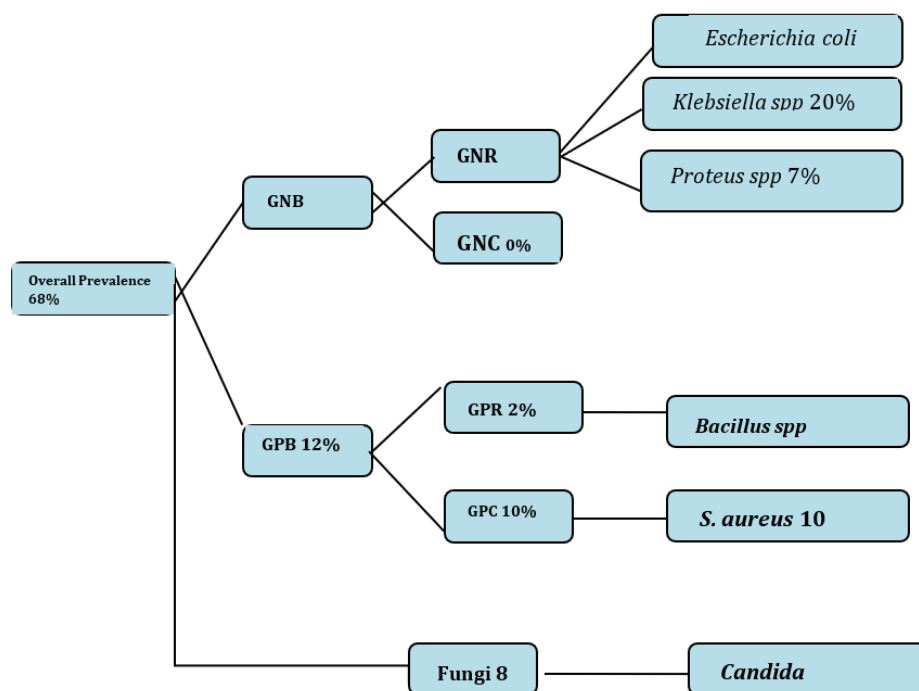 Escherichia coli
Klebsiella spp 20%
GNR
Proteus spp 7%
GNB
GNC 0%
Overall Prevalence
68%
GPR 2%
Bacillus spp
GPB 12%
GPC 10%
S. aureus 10
Fungi 8
Candida